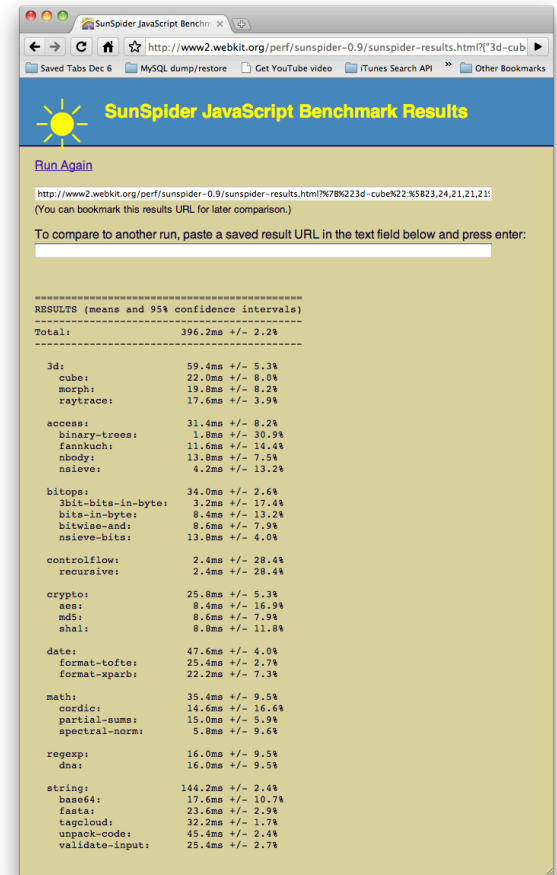 SunSpider JavaScript Benchm
http://www2.webkit.org/perf/sunspider-0.9/sunspider-results.html?{"3d-cub
Saved Tabs Dec 6 MySQL dump/restore Get YouTube video iTunes Search API » Other Bookmarks
SunSpider JavaScript Benchmark Results
Run Again
http://www2.webkit.org/perf/sunspider-0.9/sunspider-results.html?%7B%223d-cube%22:%5B23,24,21,21,21%
(You can bookmark this results URL for later comparison.)
To compare to another run, paste a saved result URL in the text field below and press enter:
============================================
RESULTS (means and 95% confidence intervals)
--------------------------------------------
Total: 396.2ms +/- 2.2%
--------------------------------------------
3d: 59.4ms +/- 5.3%
cube: 22.0ms +/- 8.0%
morph: 19.8ms +/- 8.2%
raytrace: 17.6ms +/- 3.9%
access: 31.4ms +/- 8.2%
binary-trees: 1.8ms +/- 30.9%
fannkuch: 11.6ms +/- 14.4%
nbody: 13.8ms +/- 7.5%
nsieve: 4.2ms +/- 13.2%
bitops: 34.0ms +/- 2.6%
3bit-bits-in-byte: 3.2ms +/- 17.4%
bits-in-byte: 8.4ms +/- 13.2%
bitwise-and: 8.6ms +/- 7.9%
nsieve-bits: 13.8ms +/- 4.0%
controlflow: 2.4ms +/- 28.4%
recursive: 2.4ms +/- 28.4%
crypto: 25.8ms +/- 5.3%
aes: 8.4ms +/- 16.9%
md5: 8.6ms +/- 7.9%
sha1: 8.8ms +/- 11.8%
date: 47.6ms +/- 4.0%
format-tofte: 25.4ms +/- 2.7%
format-xparb: 22.2ms +/- 7.3%
math: 35.4ms +/- 9.5%
cordic: 14.6ms +/- 16.6%
partial-sums: 15.0ms +/- 5.9%
spectral-norm: 5.8ms +/- 9.6%
regexp: 16.0ms +/- 9.5%
dna: 16.0ms +/- 9.5%
string: 144.2ms +/- 2.4%
base64: 17.6ms +/- 10.7%
fasta: 23.6ms +/- 2.9%
tagcloud: 32.2ms +/- 1.7%
unpack-code: 45.4ms +/- 2.4%
validate-input: 25.4ms +/- 2.7%